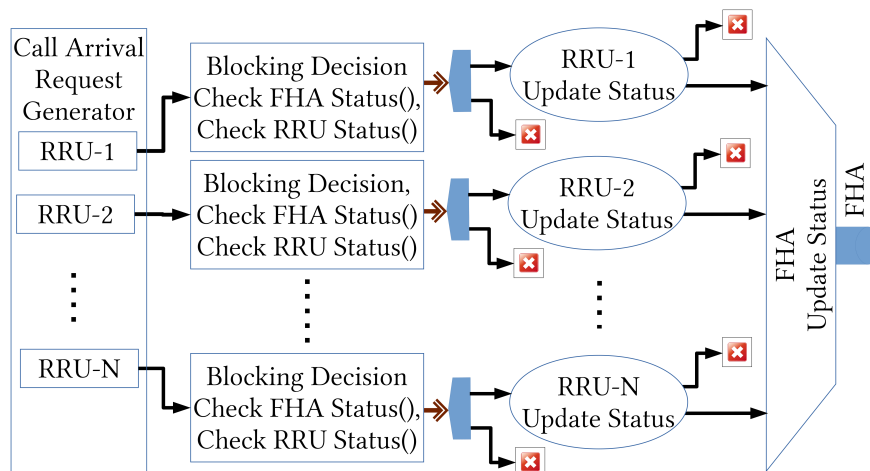 Call Arrival
Request
Generator
RRU-1
RRU-2
RRU-N
Blocking Decision
Check FHA Status(),
Check RRU Status()
Blocking Decision,
Check FHA Status()
Check RRU Status()
Blocking Decision
Check FHA Status(),
Check RRU Status()
RRU-1
Update Status
RRU-2
Update Status
RRU-N
Update Status
FHA
Update Status
FHA